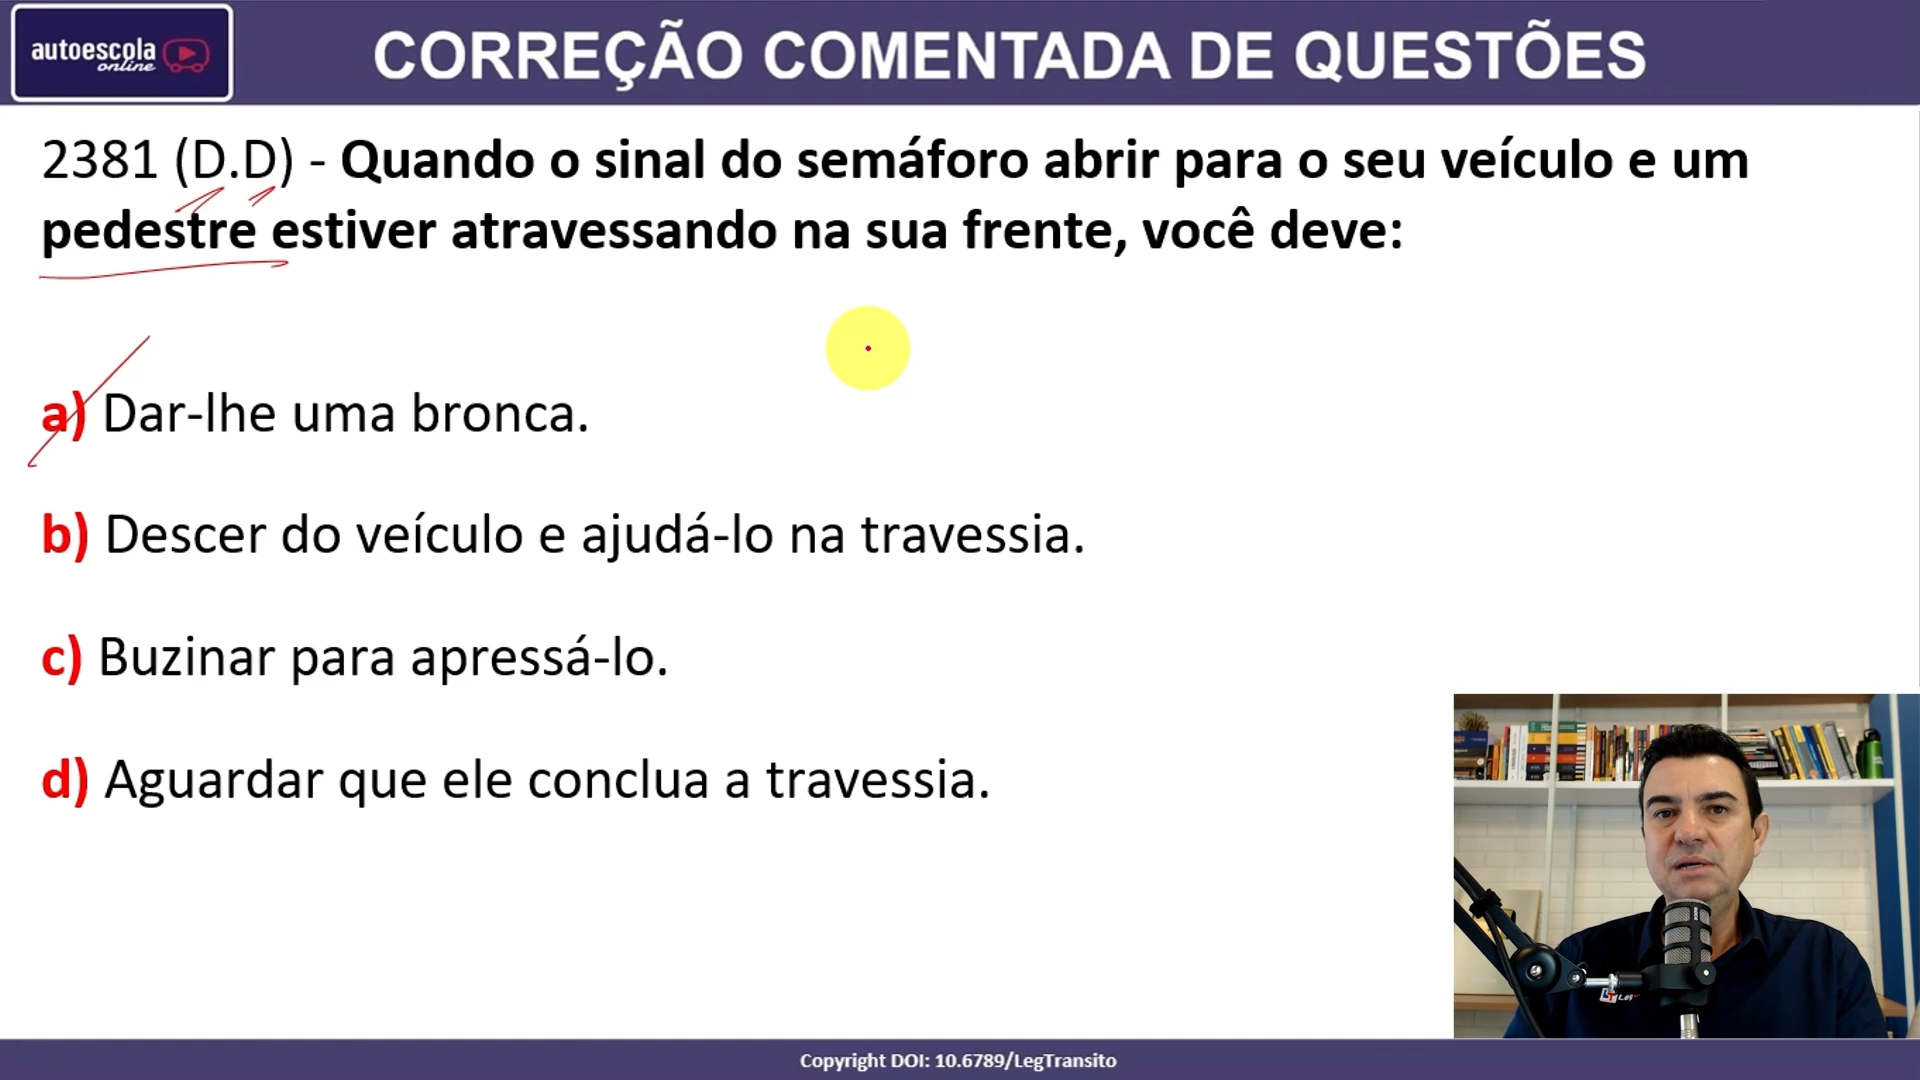 autoescola
online
CORREÇÃO COMENTADA DE QUESTÕES
2381 (D.D) - Quando o sinal do semáforo abrir para o seu veículo e um
pedestre estiver atravessando na sua frente, você deve:
a) Dar-lhe uma bronca.
b) Descer do veículo e ajudá-lo na travessia.
c) Buzinar para apressá-lo.
d) Aguardar que ele conclua a travessia.
Copyright DOI: 10.6789/LegTransito